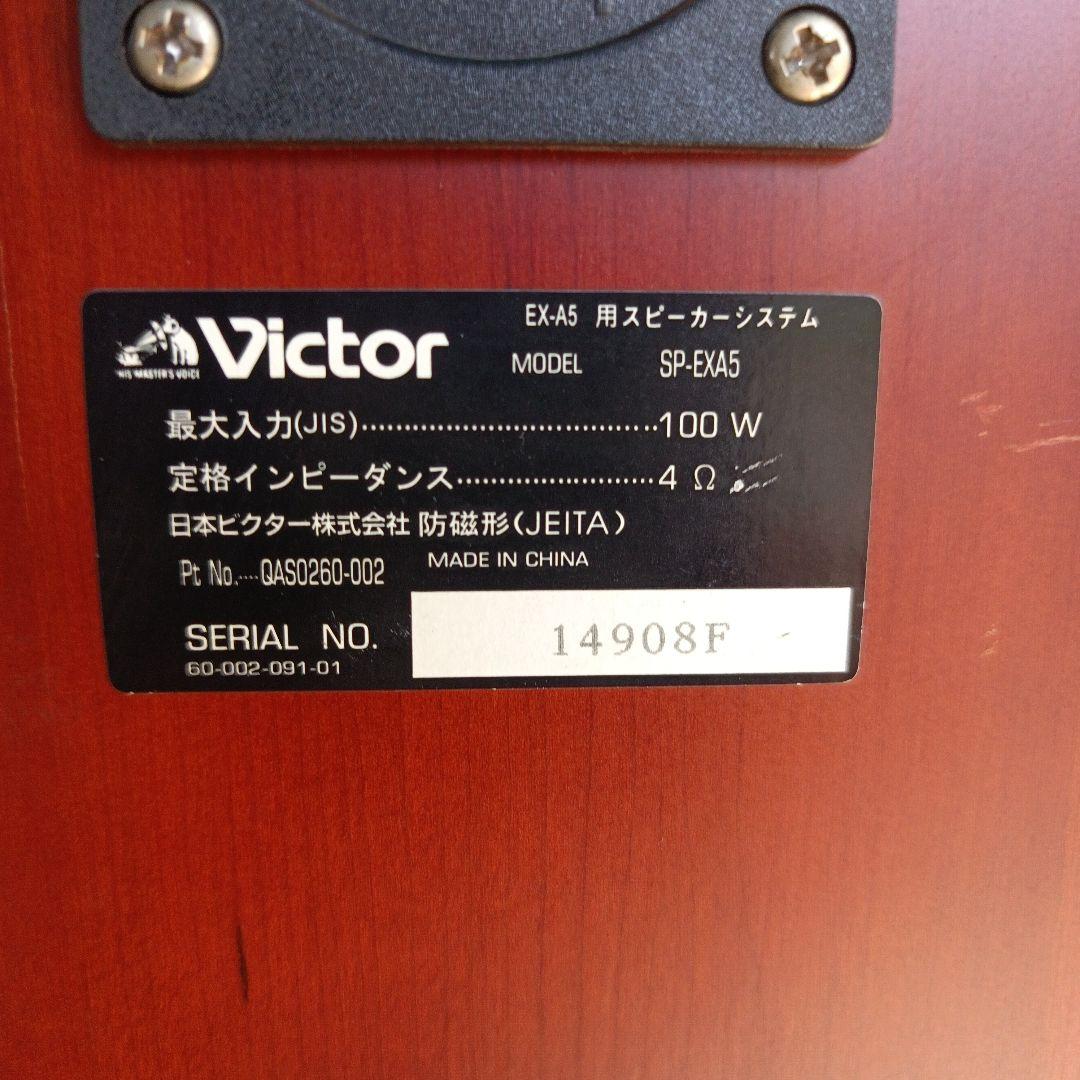 Victor
HIS MASTER'S VOICE
EX-A5 用スピーカーシステム
MODEL SP-EXA5
最大入力(JIS)..................................100 W
定格インピーダンス........................4 Ω
日本ビクター株式会社 防磁形(JEITA)
Pt No.....QAS0260-002 MADE IN CHINA
SERIAL NO. 14908F
60-002-091-01